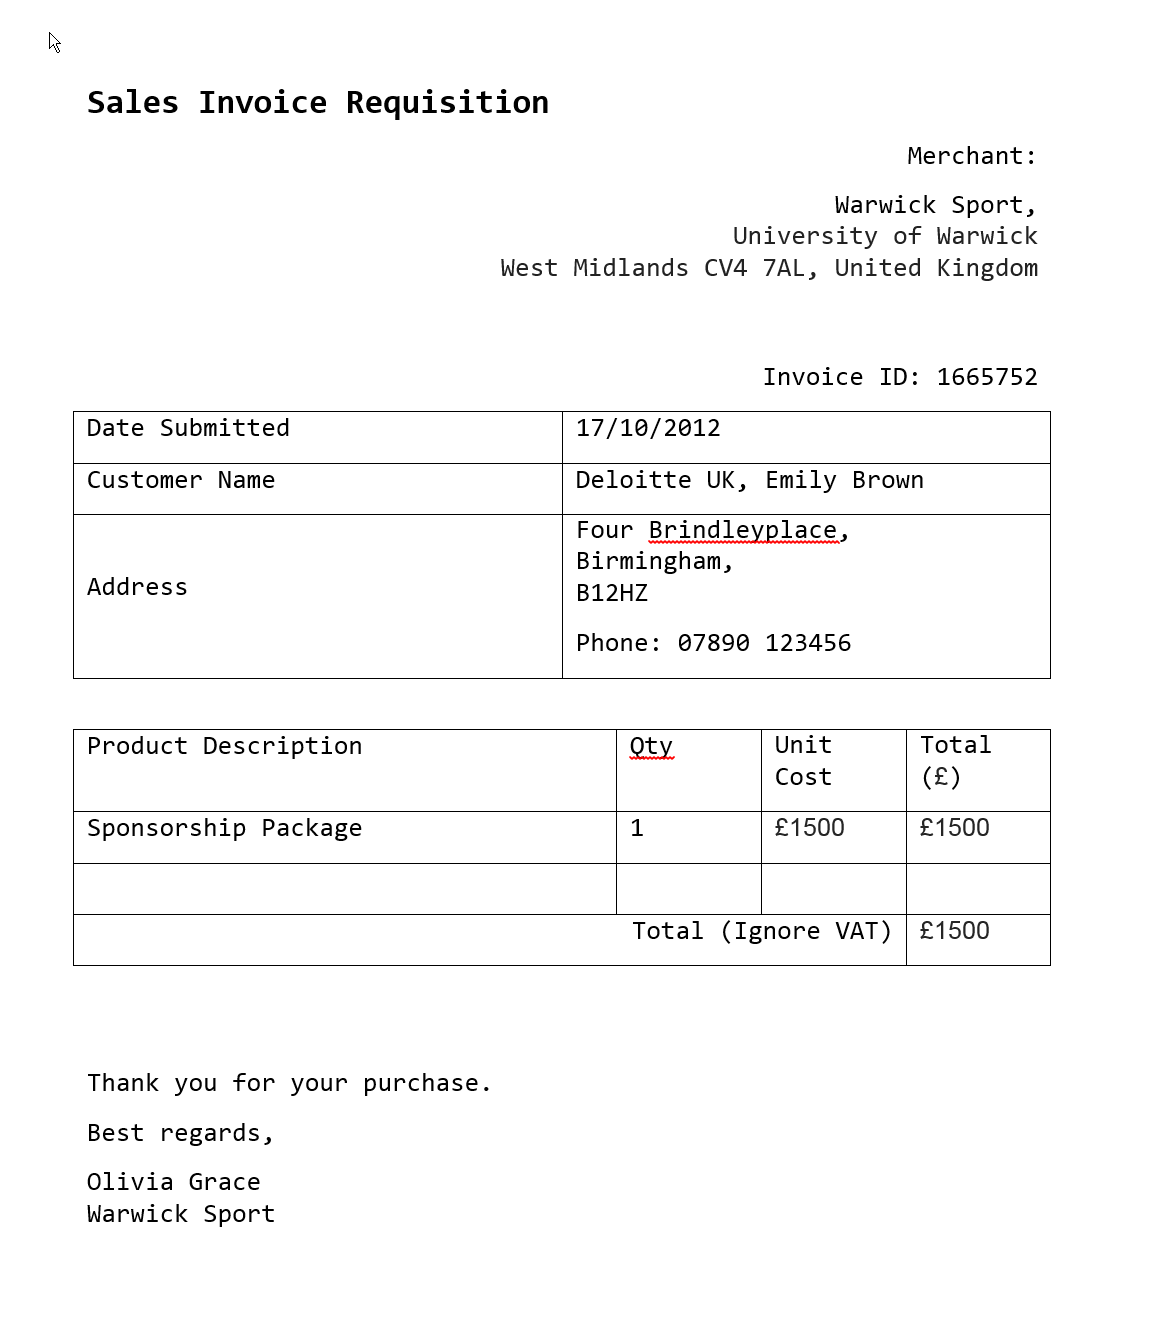 Sales Invoice Requisition
Merchant:
Warwick Sport,
University of Warwick
West Midlands CV4 7AL, United Kingdom
Invoice ID: 1665752
Date Submitted 17/10/2012
Customer Name Deloitte UK, Emily Brown
Address
Four Brindleyplace,
Birmingham,
B12HZ
Phone: 07890 123456
Product Description Qty Unit Cost Total (£)
Sponsorship Package 1 £1500 £1500
Total (Ignore VAT) £1500
Thank you for your purchase.
Best regards,
Olivia Grace
Warwick Sport